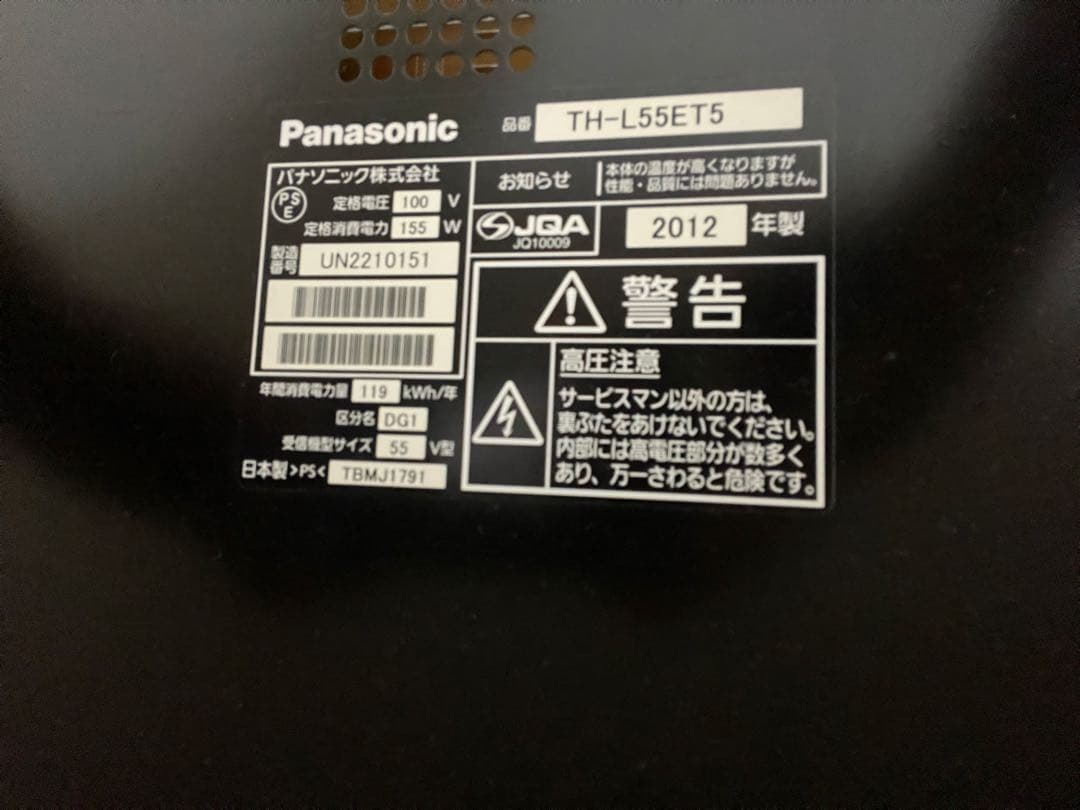 Panasonic
品番 TH-L55ET5
パナソニック株式会社
PSE
定格電圧 100 V
定格消費電力 155 W
製造番号 UN2210151
年間消費電力量 119 kWh/年
区分名 DG1
受信機型サイズ 55 V型
日本製 >PS< TBMJ1791
お知らせ
本体の温度が高くなりますが
性能・品質には問題ありません。
JQA
JQ10009
2012 年製
警告
高圧注意
サービスマン以外の方は、
裏ぶたをあけないでください。
内部には高電圧部分が数多く
あり、万一さわると危険です。